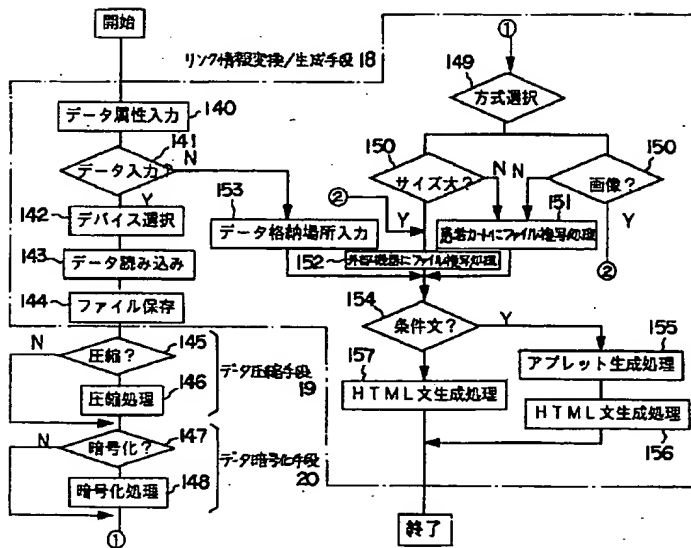 開始
リンク情報変換/生成手段 18
140
データ属性入力
141
データ入力?
N
Y
142
デバイス選択
143
データ読み込み
144
ファイル保存
N
145
圧縮?
146
圧縮処理
データ圧縮手段
19
N
147
暗号化?
148
暗号化処理
データ暗号化手段
20
①
153
データ格納場所入力
①
149
方式選択
150
サイズ大?
N
N
150
画像?
②
Y
151
患者カードにファイル複写処理
Y
②
152
外部機器にファイル複写処理
154
条件文?
Y
155
アプレット生成処理
157
HTML文生成処理
HTML文生成処理
156
終了